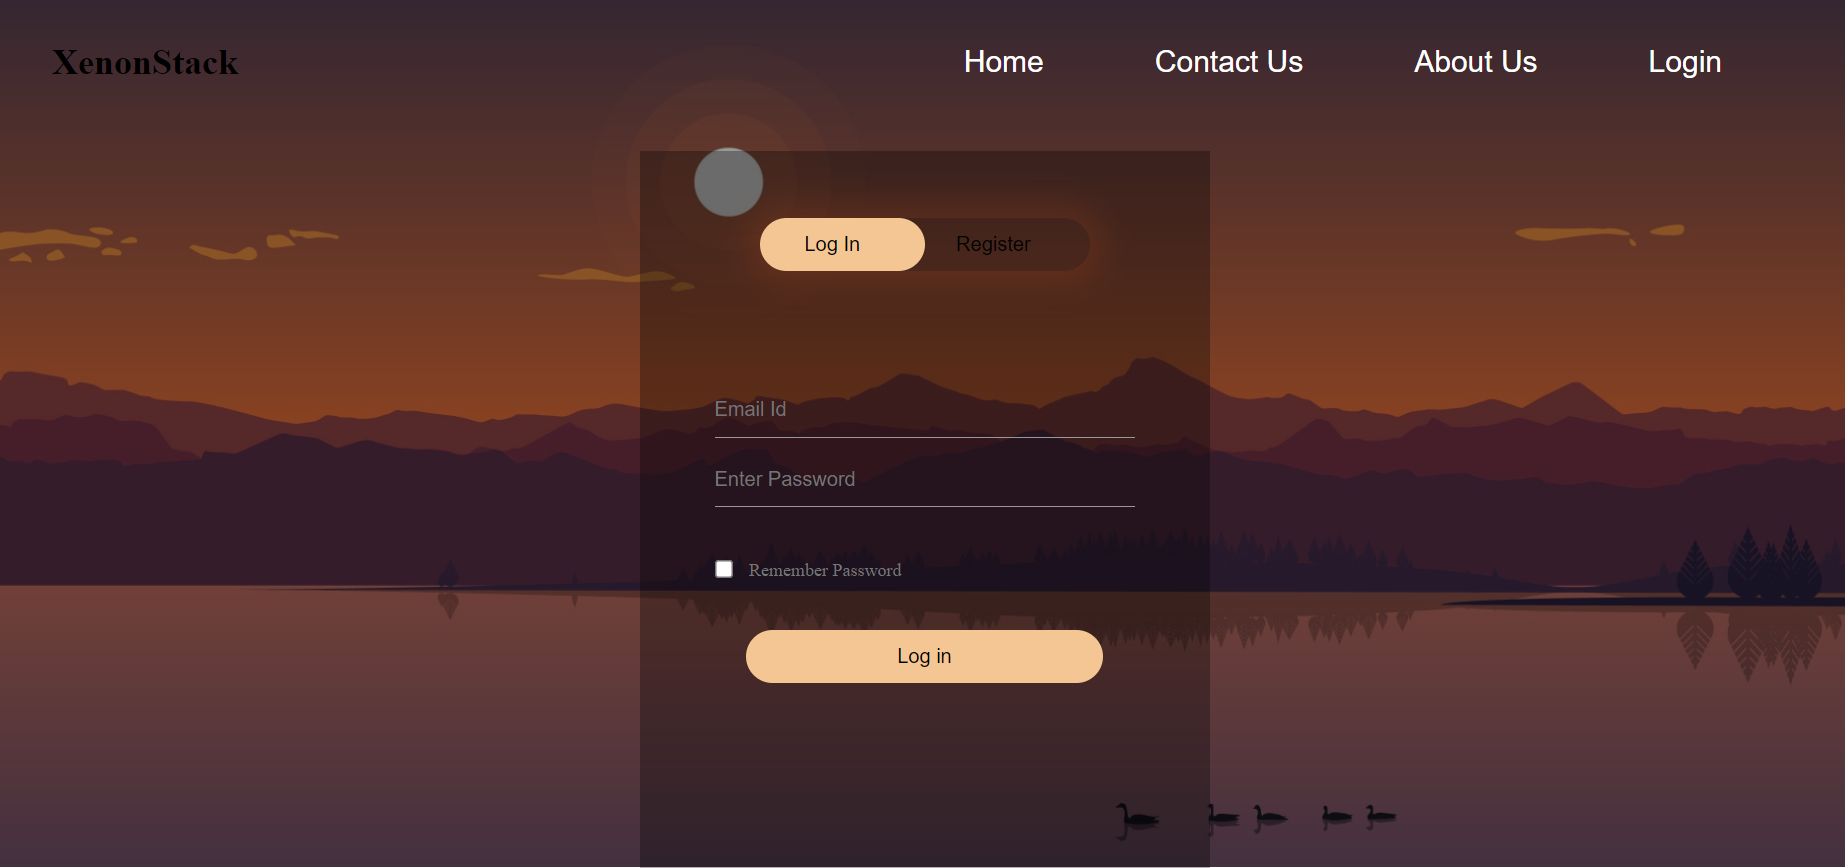 XenonStack
Home Contact Us About Us Login
Log In Register
Email Id
Enter Password
Remember Password
Log in